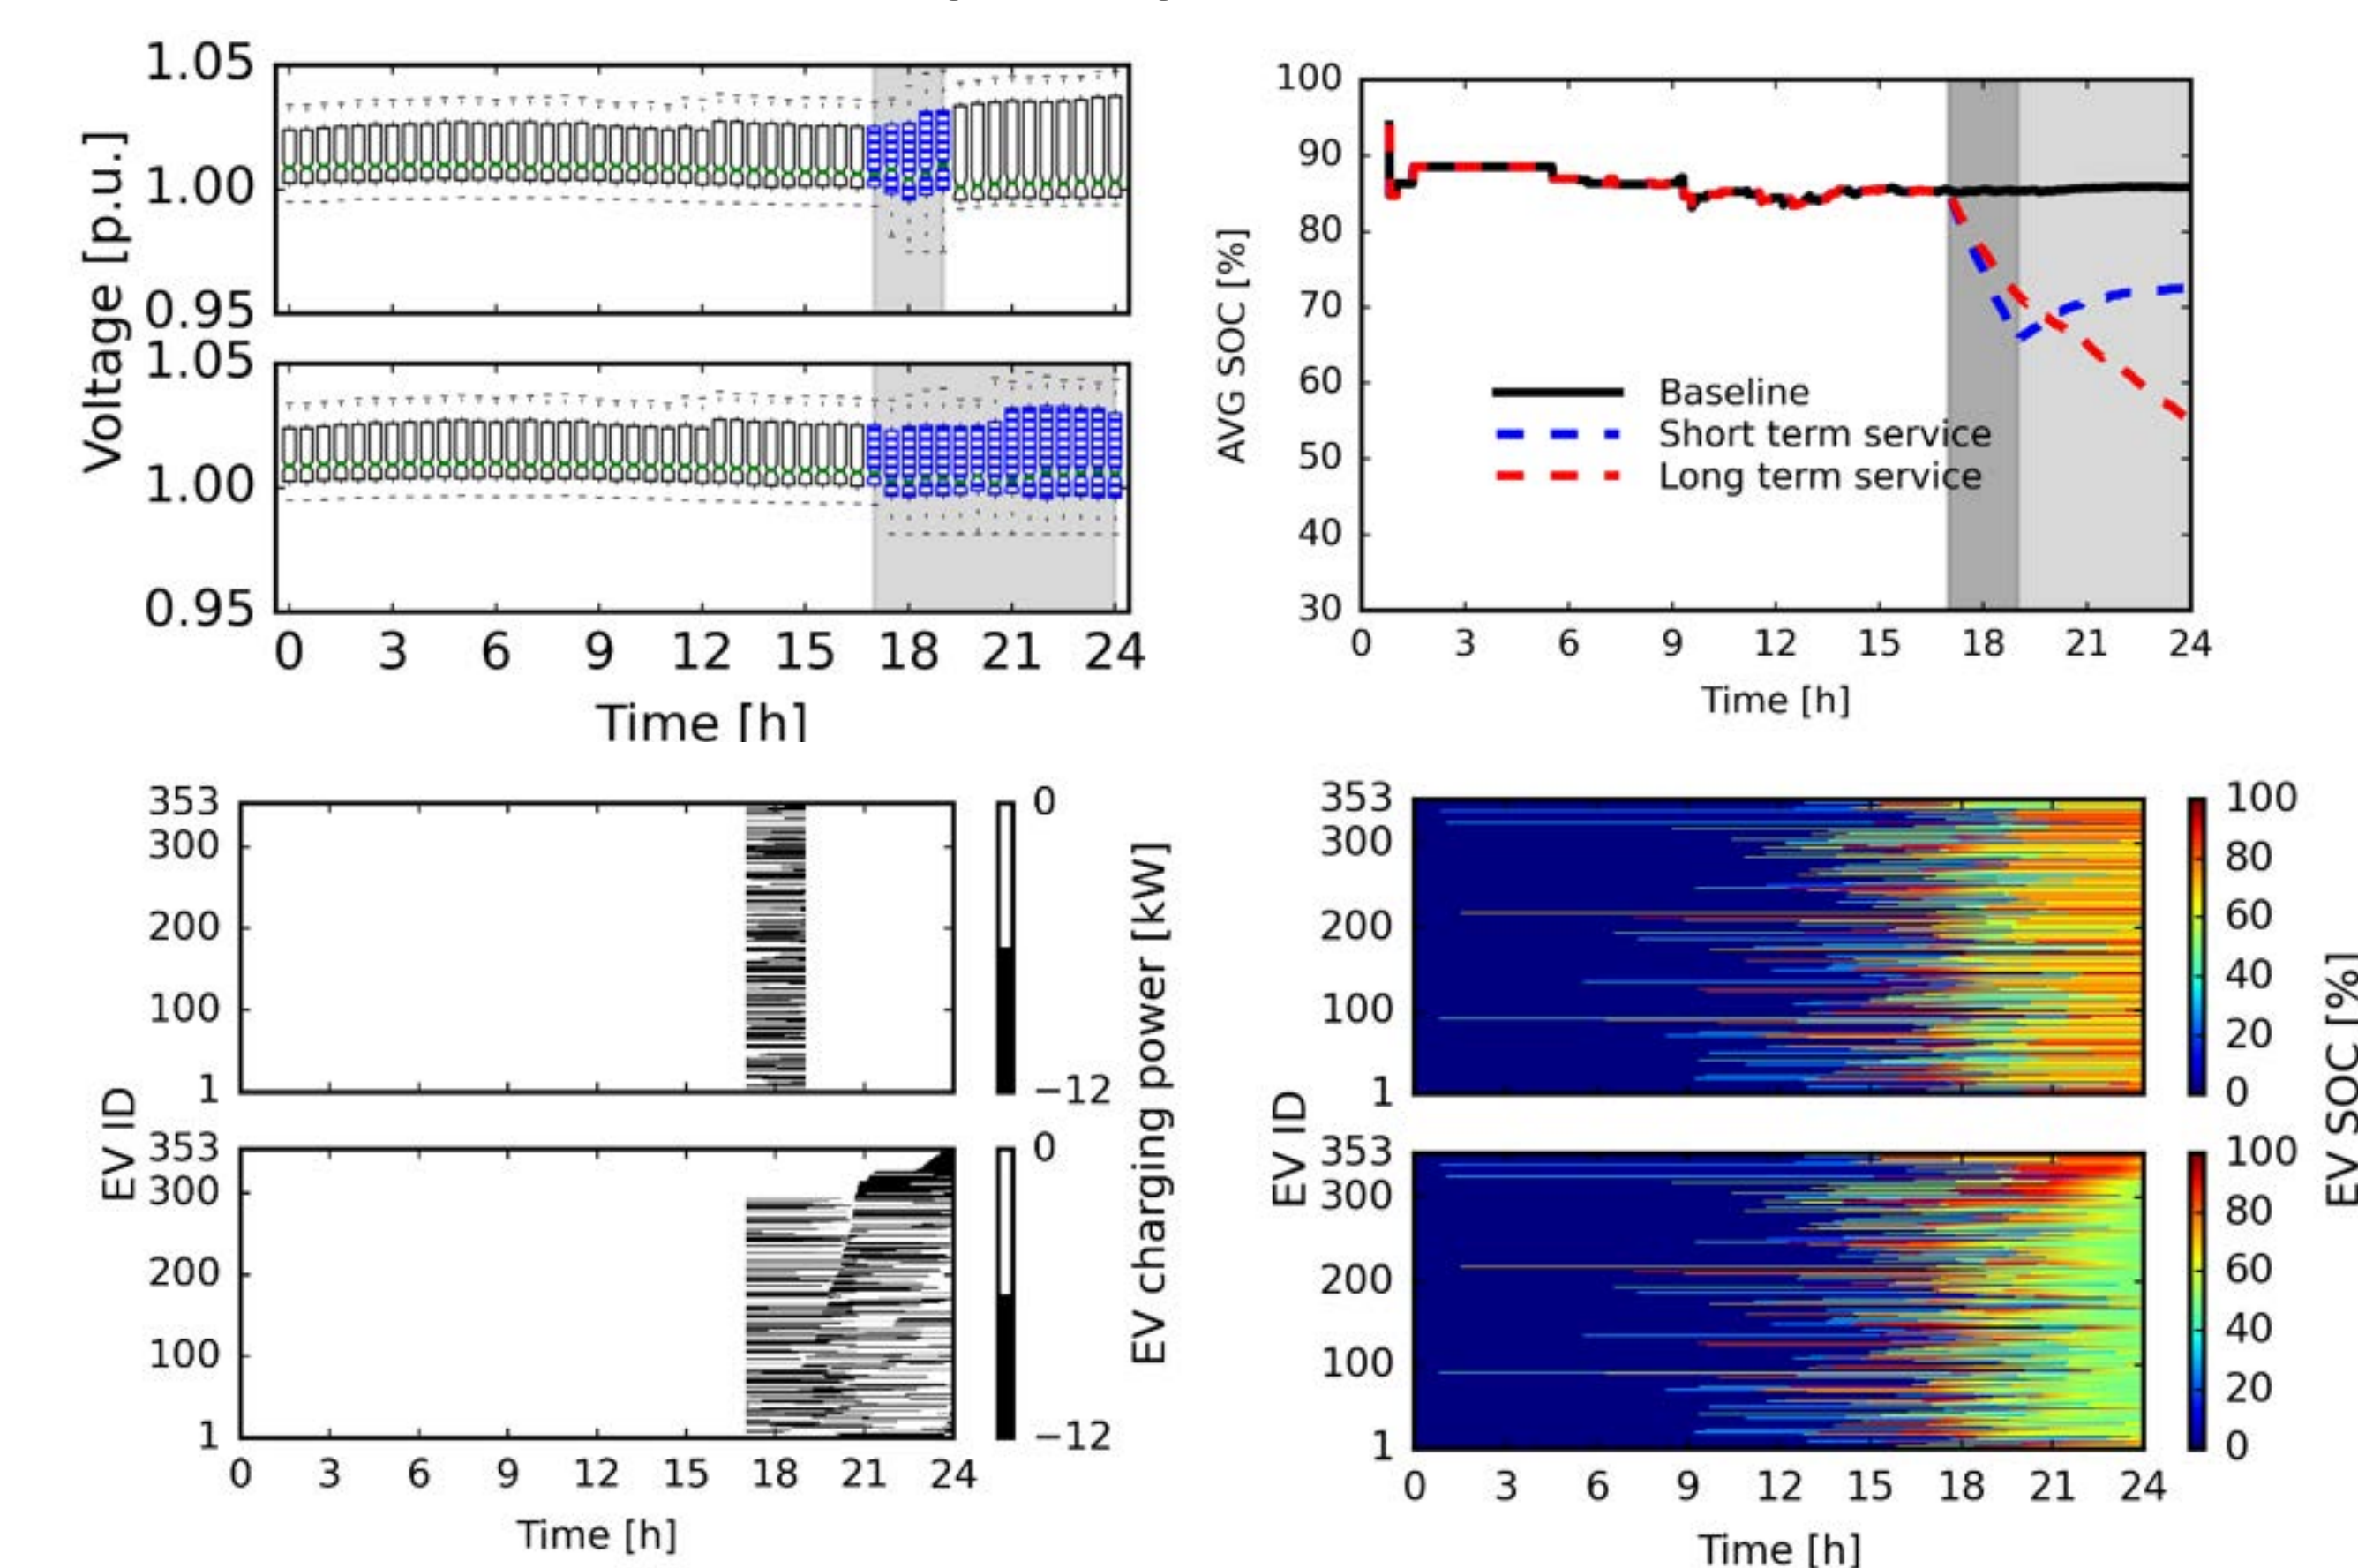 1.05
1.00
0.95
1.05
1.00
0.95
Voltage [p.u.]
0 3 6 9 12 15 18 21 24
Time [h]
100
90
80
70
60
50
40
30
AVG SOC [%]
Baseline
Short term service
Long term service
0 3 6 9 12 15 18 21 24
Time [h]
353
300
200
100
1
0
−12
353
300
200
100
1
0
−12
EV ID
EV charging power [kW]
0 3 6 9 12 15 18 21 24
Time [h]
353
300
200
100
1
100
80
60
40
20
0
353
300
200
100
1
100
80
60
40
20
0
EV ID
EV SOC [%]
0 3 6 9 12 15 18 21 24
Time [h]